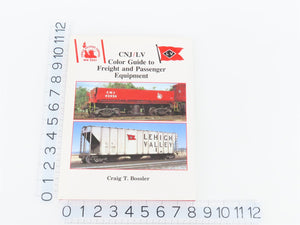 CNJ/LV
Color Guide to
Freight and Passenger
Equipment
CNJ
LEHIGH
VALLEY
Craig T. Bossler
0 1 2 3 4 5 6 7 8 9 10 11 12
0 1 2 3 4 5 6 7 8 9 10 11 12